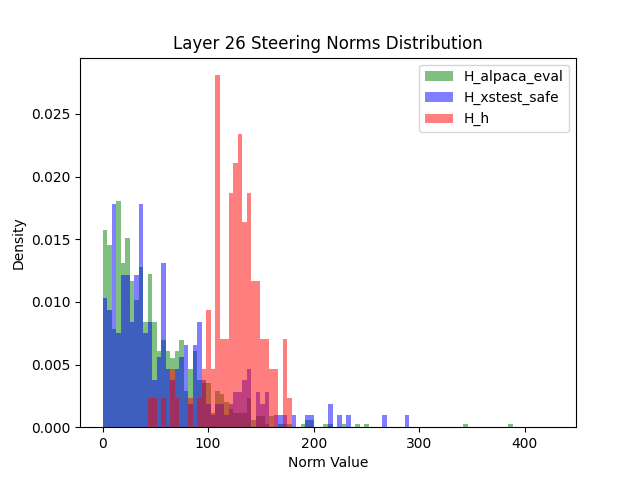 Layer 26 Steering Norms Distribution
H_alpaca_eval
H_xstest_safe
H_h
0.025
0.020
0.015
0.010
0.005
0.000
Density
0 100 200 300 400
Norm Value